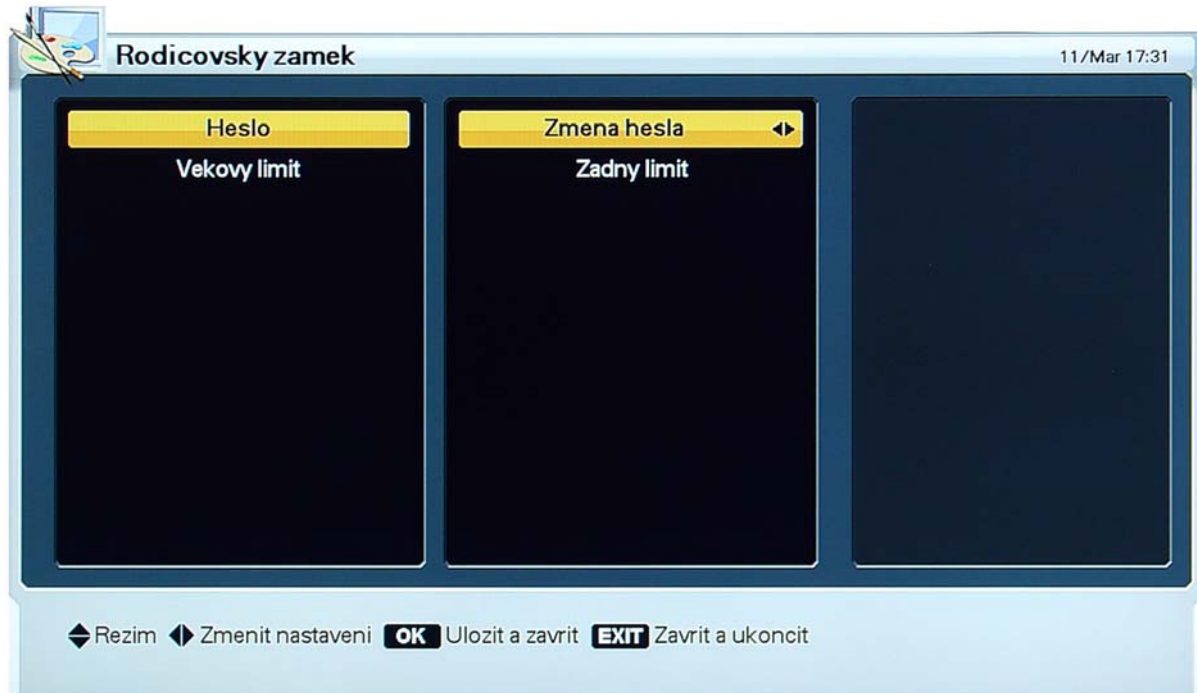 Rodicovsky zamek
11/Mar 17:31
Heslo
Zmena hesla
Vekovy limit
Zadny limit
Rezim Zmenit nastaveni OK Ulozit a zavrit EXIT Zavrit a ukoncit